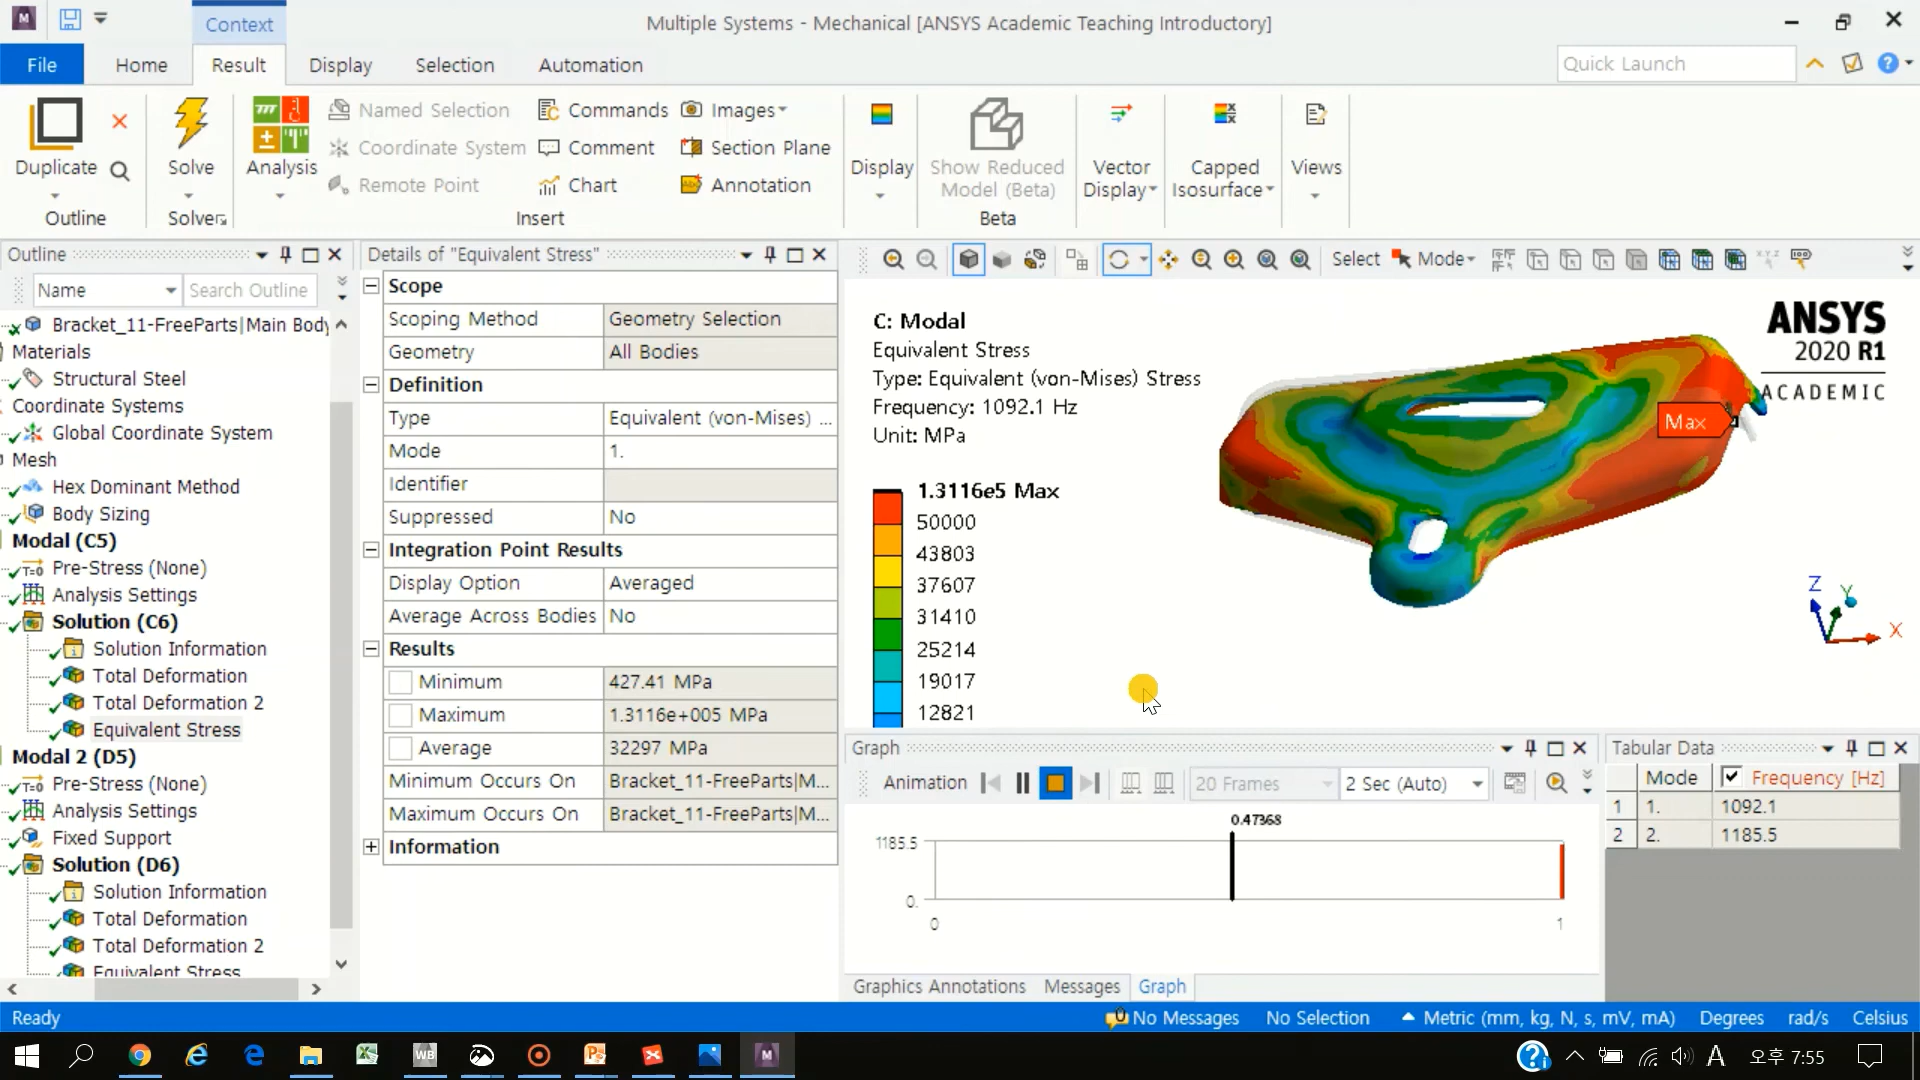 Context
Multiple Systems - Mechanical [ANSYS Academic Teaching Introductory]
File
Home
Result
Display
Selection
Automation
Quick Launch
Duplicate
Outline
Solve
Solver
Analysis
Named Selection
Coordinate System
Remote Point
Commands
Comment
Chart
Images
Section Plane
Annotation
Insert
Display
Show Reduced
Model (Beta)
Beta
Vector
Display
Capped
Isosurface
Views
Outline
Name
Search Outline
Bracket_11-FreeParts|Main Body
Materials
Structural Steel
Coordinate Systems
Global Coordinate System
Mesh
Hex Dominant Method
Body Sizing
Modal (C5)
Pre-Stress (None)
Analysis Settings
Solution (C6)
Solution Information
Total Deformation
Total Deformation 2
Equivalent Stress
Modal 2 (D5)
Pre-Stress (None)
Analysis Settings
Fixed Support
Solution (D6)
Solution Information
Total Deformation
Total Deformation 2
Equivalent Stress
Details of "Equivalent Stress"
Scope
Scoping Method Geometry Selection
Geometry All Bodies
Definition
Type Equivalent (von-Mises) ...
Mode 1.
Identifier
Suppressed No
Integration Point Results
Display Option Averaged
Average Across Bodies No
Results
Minimum 427.41 MPa
Maximum 1.3116e+005 MPa
Average 32297 MPa
Minimum Occurs On Bracket_11-FreeParts|M...
Maximum Occurs On Bracket_11-FreeParts|M...
Information
Select Mode
C: Modal
Equivalent Stress
Type: Equivalent (von-Mises) Stress
Frequency: 1092.1 Hz
Unit: MPa
1.3116e5 Max
50000
43803
37607
31410
25214
19017
12821
Max
ANSYS
2020 R1
ACADEMIC
Z
Y
X
Graph
Animation
20 Frames
2 Sec (Auto)
0.47368
1185.5
0.
0
1
Graphics Annotations
Messages
Graph
Tabular Data
Mode Frequency [Hz]
1 1. 1092.1
2 2. 1185.5
Ready
No Messages
No Selection
Metric (mm, kg, N, s, mV, mA)
Degrees
rad/s
Celsius
A
오후 7:55